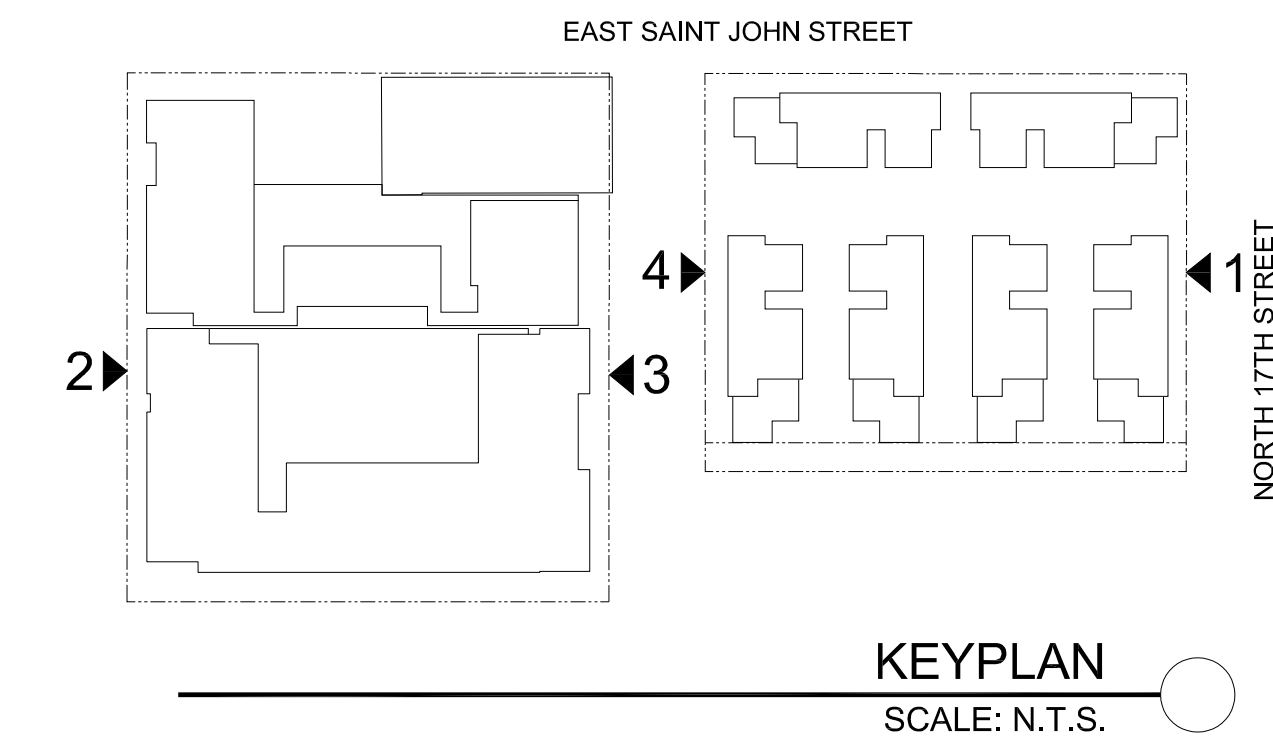 EAST SAINT JOHN STREET
4
1
NORTH 17TH STREET
2
3
KEYPLAN
SCALE: N.T.S.